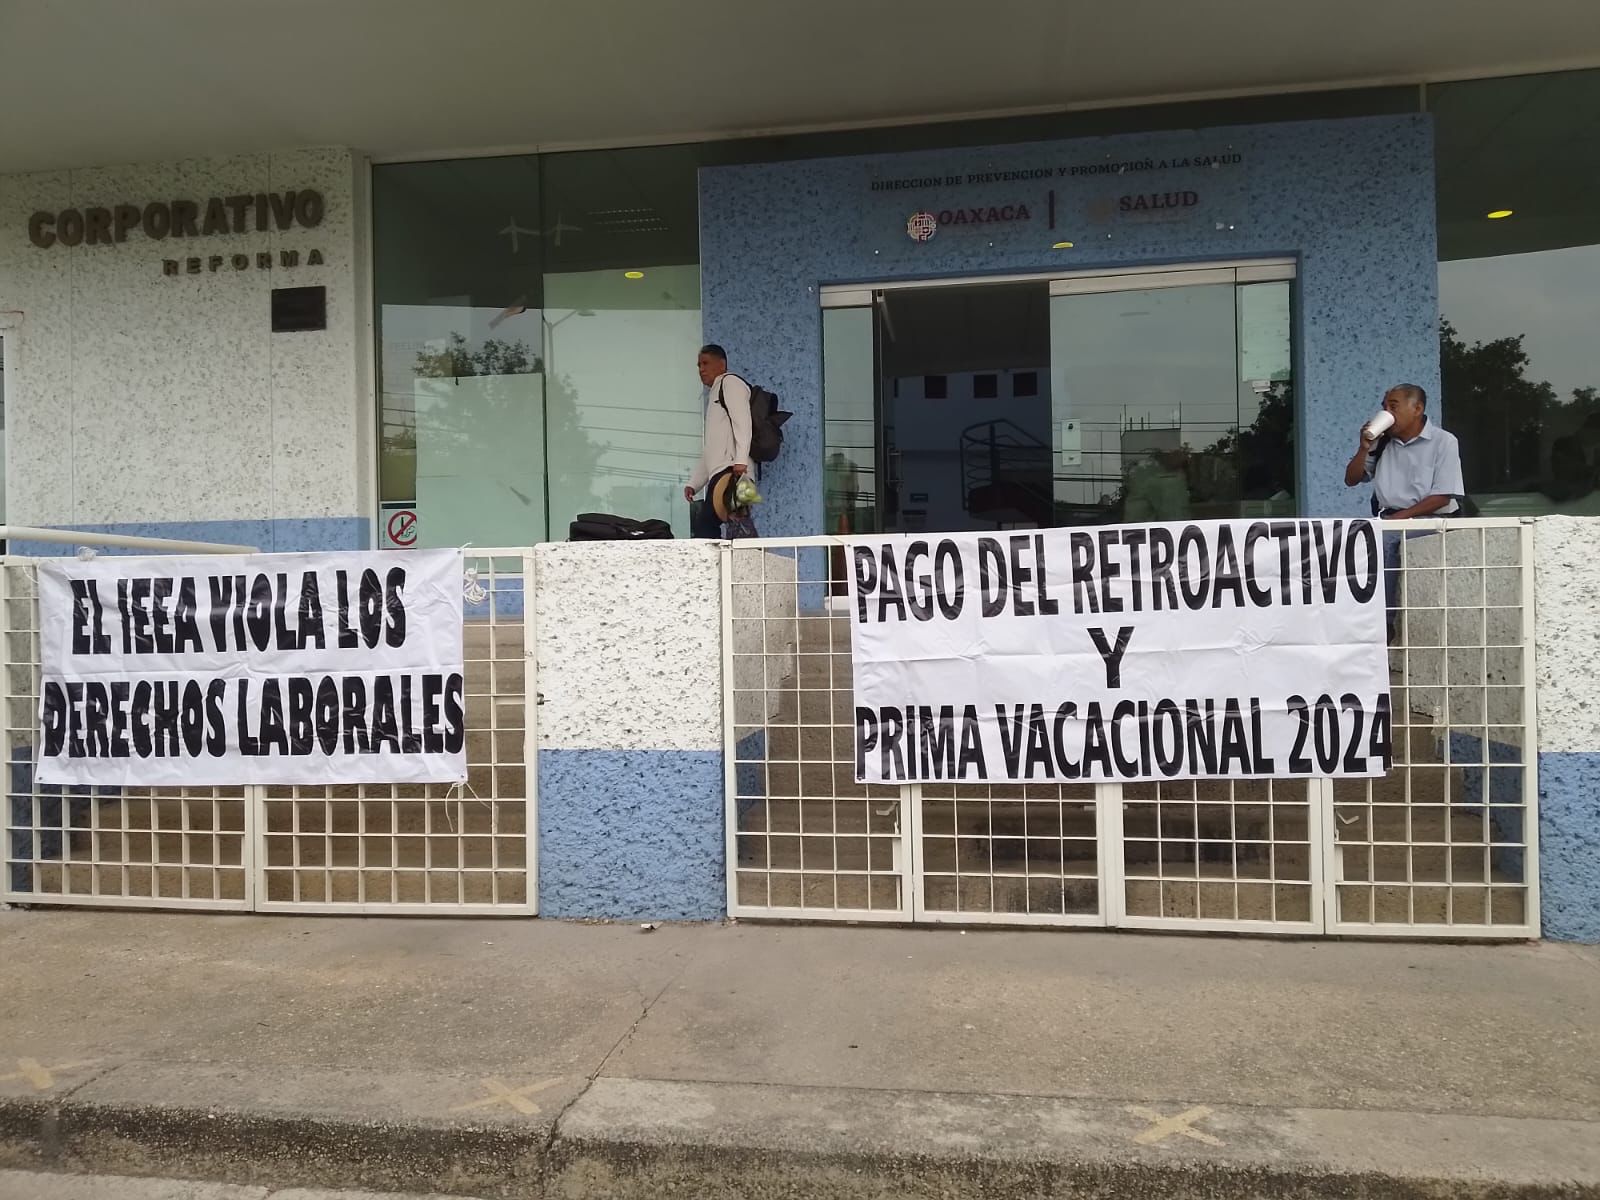 CORPORATIVO
REFORMA
DIRECCION DE PREVENCION Y PROMOCION A LA SALUD
OAXACA
SALUD
EL IEEA VIOLA LOS
DERECHOS LABORALES
PAGO DEL RETROACTIVO
Y
PRIMA VACACIONAL 2024